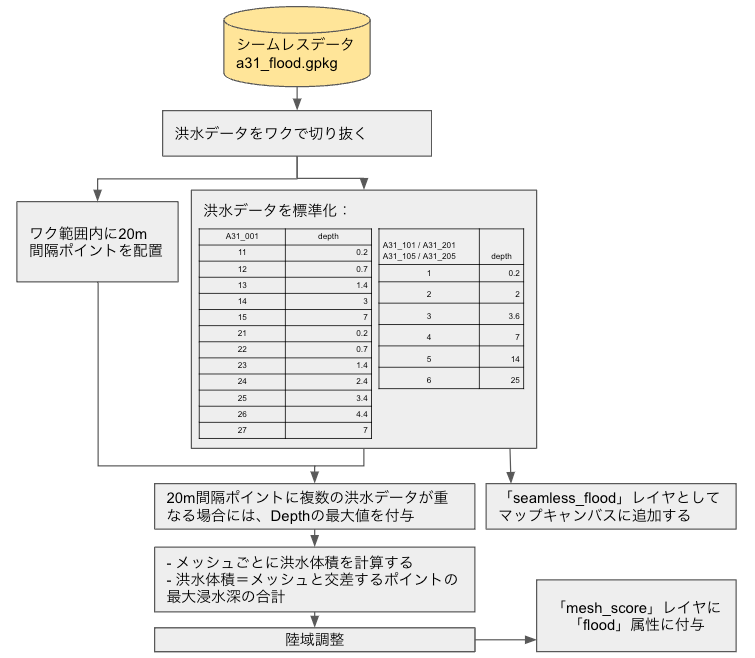 シームレスデータ
a31_flood.gpkg
洪水データをワクで切り抜く
ワク範囲内に20m
間隔ポイントを配置
洪水データを標準化：
A31_001 depth
11 0.2
12 0.7
13 1.4
14 3
15 7
21 0.2
22 0.7
23 1.4
24 2.4
25 3.4
26 4.4
27 7
A31_101 / A31_201
A31_105 / A31_205 depth
1 0.2
2 2
3 3.6
4 7
5 14
6 25
20m間隔ポイントに複数の洪水データが重
なる場合には、Depthの最大値を付与
「seamless_flood」レイヤとして
マップキャンバスに追加する
- メッシュごとに洪水体積を計算する
- 洪水体積＝メッシュと交差するポイントの
最大浸水深の合計
陸域調整
「mesh_score」レイヤに
「flood」属性に付与